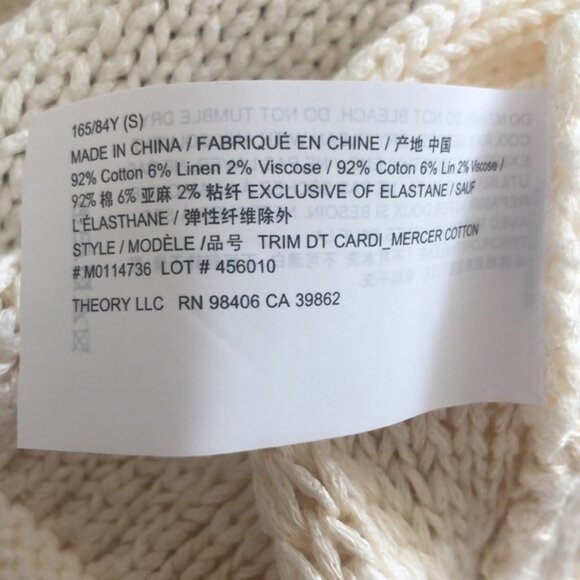 165/84Y (S)
MADE IN CHINA / FABRIQUÉ EN CHINE / 产地 中国
92% Cotton 6% Linen 2% Viscose / 92% Coton 6% Lin 2% Viscose /
92% 棉 6% 亚麻 2% 粘纤 EXCLUSIVE OF ELASTANE / SAUF
L'ÉLASTHANE / 弹性纤维除外
STYLE / MODÈLE /品号 TRIM DT CARDI_MERCER COTTON
# M0114736 LOT # 456010
THEORY LLC RN 98406 CA 39862